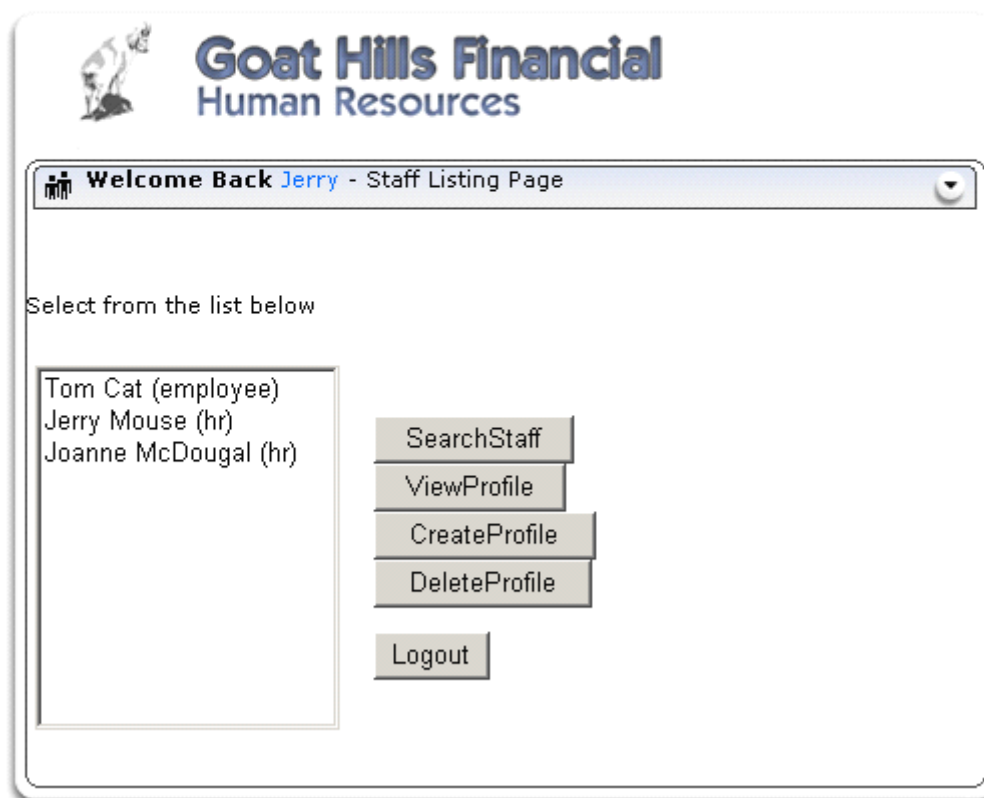 Goat Hills Financial
Human Resources
Welcome Back Jerry - Staff Listing Page
Select from the list below
Tom Cat (employee)
Jerry Mouse (hr)
Joanne McDougal (hr)
SearchStaff
ViewProfile
CreateProfile
DeleteProfile
Logout